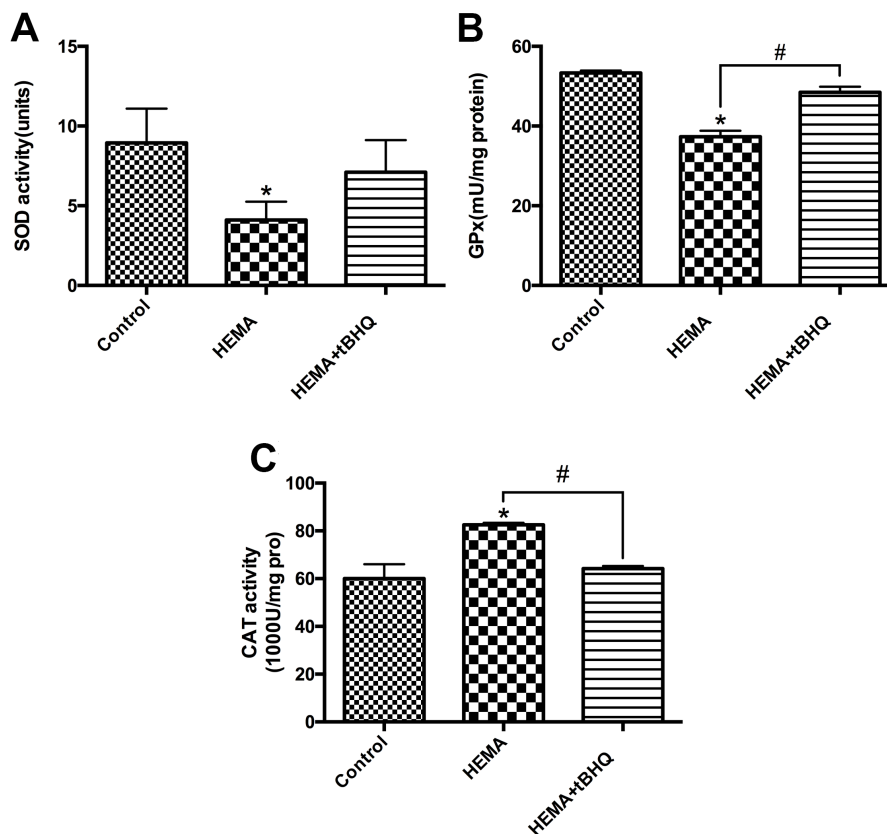 A
SOD activity(units)
15
10
5
0
*
Control
HEMA
HEMA+tBHQ
B
GPx(mU/mg protein)
60
40
20
0
*
#
Control
HEMA
HEMA+tBHQ
C
CAT activity
(1000U/mg pro)
100
80
60
40
20
0
*
#
Control
HEMA
HEMA+tBHQ